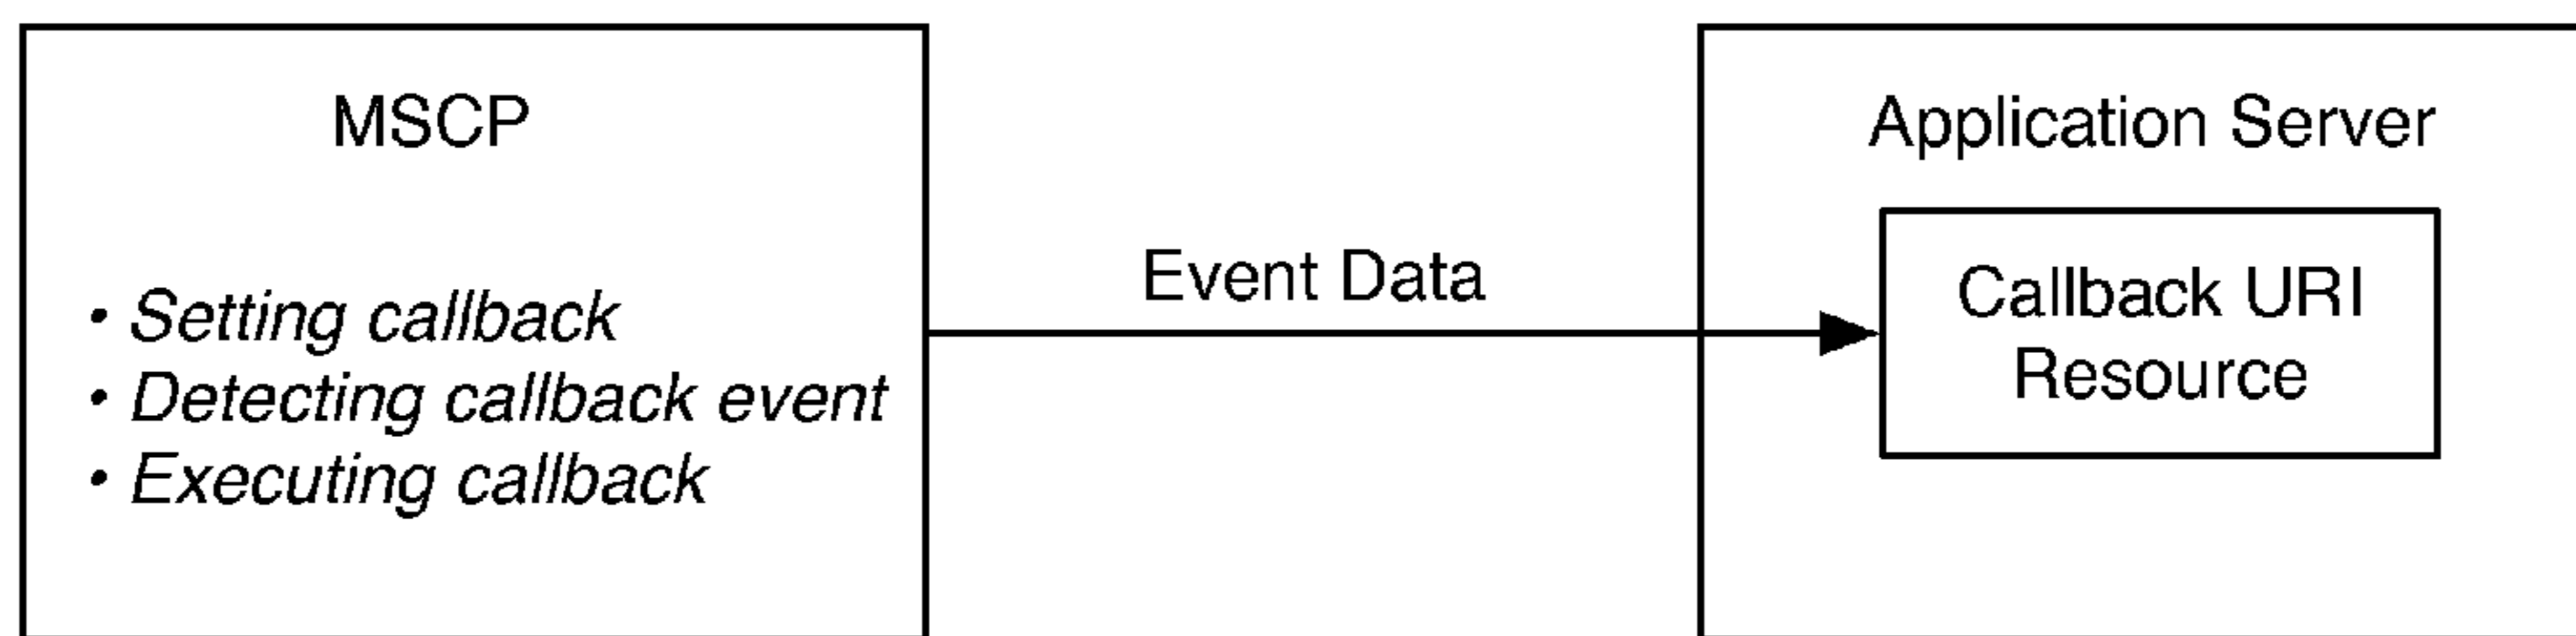 MSCP
• Setting callback
• Detecting callback event
• Executing callback
Event Data
Application Server
Callback URI
Resource